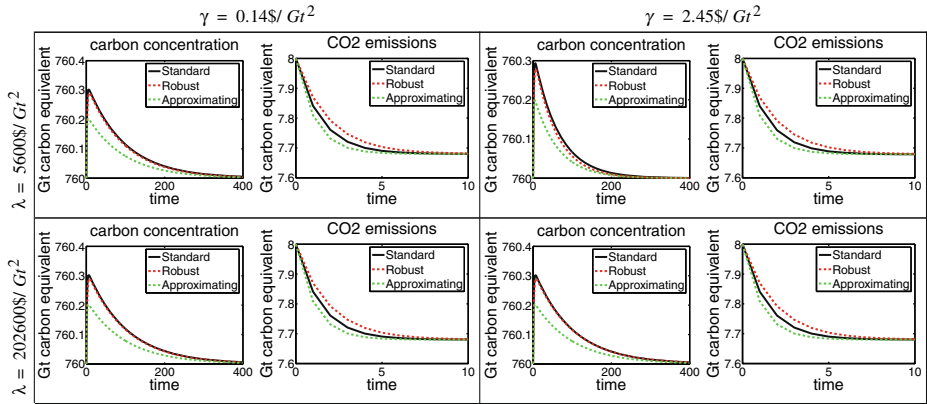 γ = 0.14$/ Gt²
γ = 2.45$/ Gt²
λ = 5600$/ Gt²
carbon concentration
Gt carbon equivalent
760.4
760.3
760.2
760.1
760
0
200
400
time
Standard
Robust
Approximating
CO2 emissions
Gt carbon equivalent
8
7.9
7.8
7.7
7.6
0
5
10
time
Standard
Robust
Approximating
carbon concentration
Gt carbon equivalent
760.3
760.2
760.1
760
0
200
400
time
Standard
Robust
Approximating
CO2 emissions
Gt carbon equivalent
8
7.9
7.8
7.7
7.6
0
5
10
time
Standard
Robust
Approximating
λ = 202600$/ Gt²
carbon concentration
Gt carbon equivalent
760.4
760.3
760.2
760.1
760
0
200
400
time
Standard
Robust
Approximating
CO2 emissions
Gt carbon equivalent
8
7.9
7.8
7.7
7.6
0
5
10
time
Standard
Robust
Approximating
carbon concentration
Gt carbon equivalent
760.4
760.3
760.2
760.1
760
0
200
400
time
Standard
Robust
Approximating
CO2 emissions
Gt carbon equivalent
8
7.9
7.8
7.7
7.6
0
5
10
time
Standard
Robust
Approximating